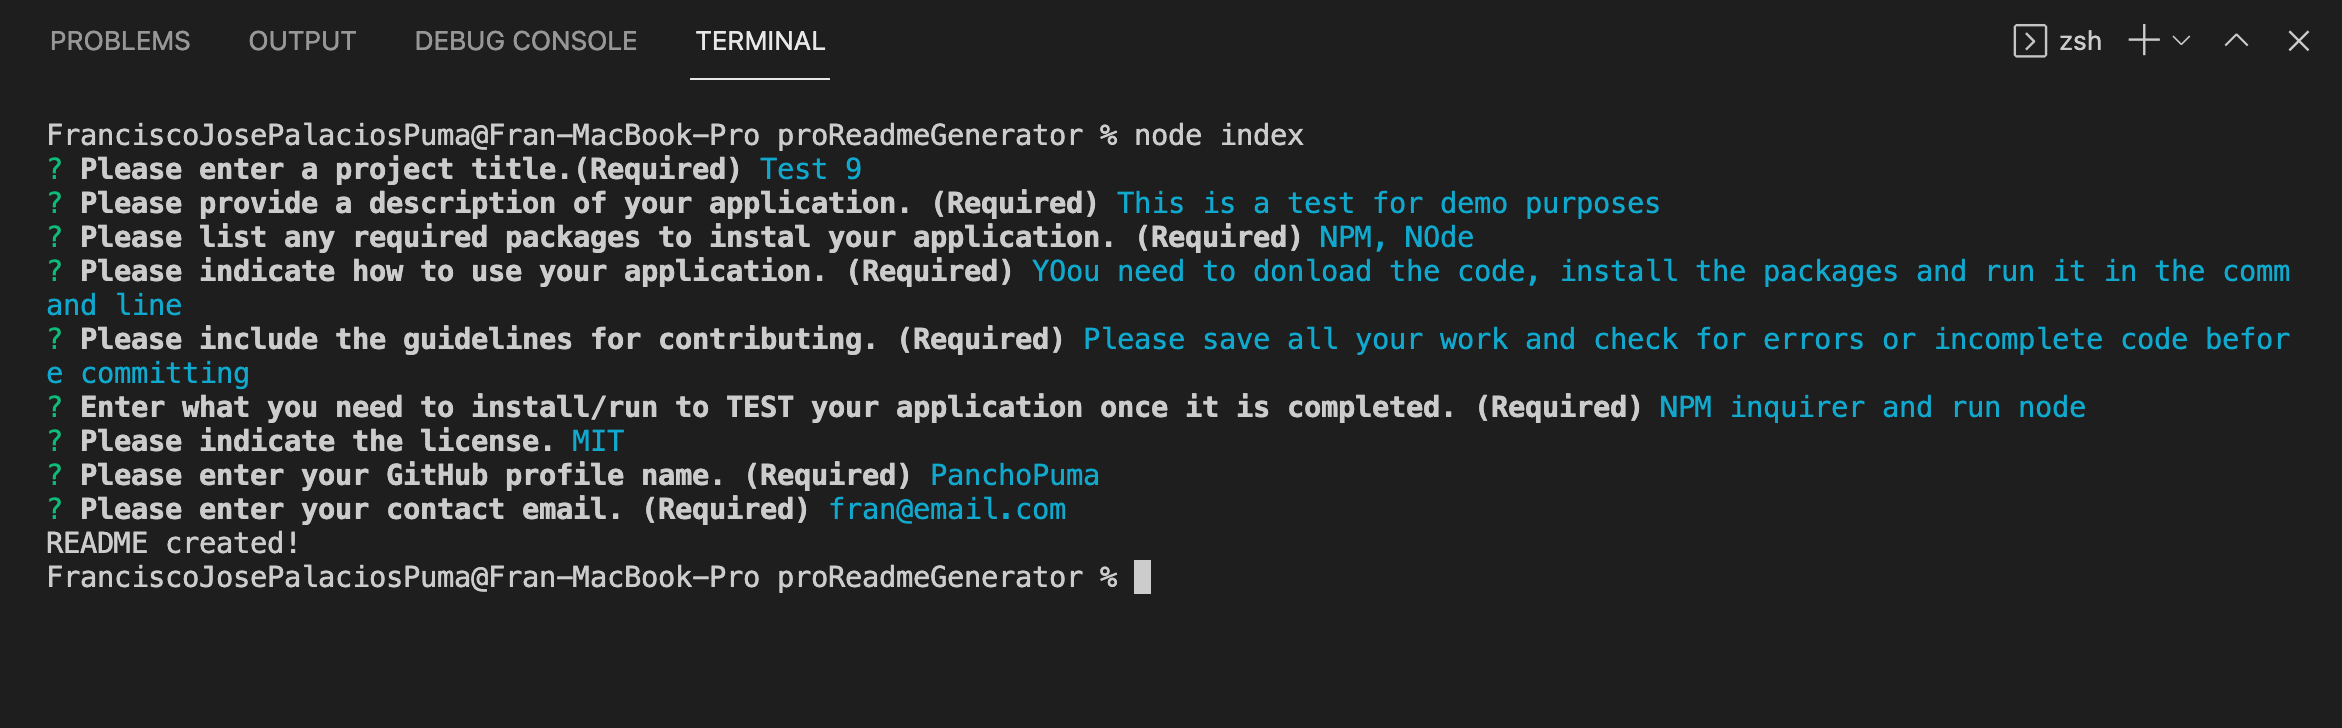 PROBLEMS OUTPUT DEBUG CONSOLE TERMINAL zsh
FranciscoJosePalaciosPuma@Fran-MacBook-Pro proReadmeGenerator % node index
? Please enter a project title.(Required) Test 9
? Please provide a description of your application. (Required) This is a test for demo purposes
? Please list any required packages to instal your application. (Required) NPM, NOde
? Please indicate how to use your application. (Required) YOou need to donload the code, install the packages and run it in the comm
and line
? Please include the guidelines for contributing. (Required) Please save all your work and check for errors or incomplete code befor
e committing
? Enter what you need to install/run to TEST your application once it is completed. (Required) NPM inquirer and run node
? Please indicate the license. MIT
? Please enter your GitHub profile name. (Required) PanchoPuma
? Please enter your contact email. (Required) fran@email.com
README created!
FranciscoJosePalaciosPuma@Fran-MacBook-Pro proReadmeGenerator %